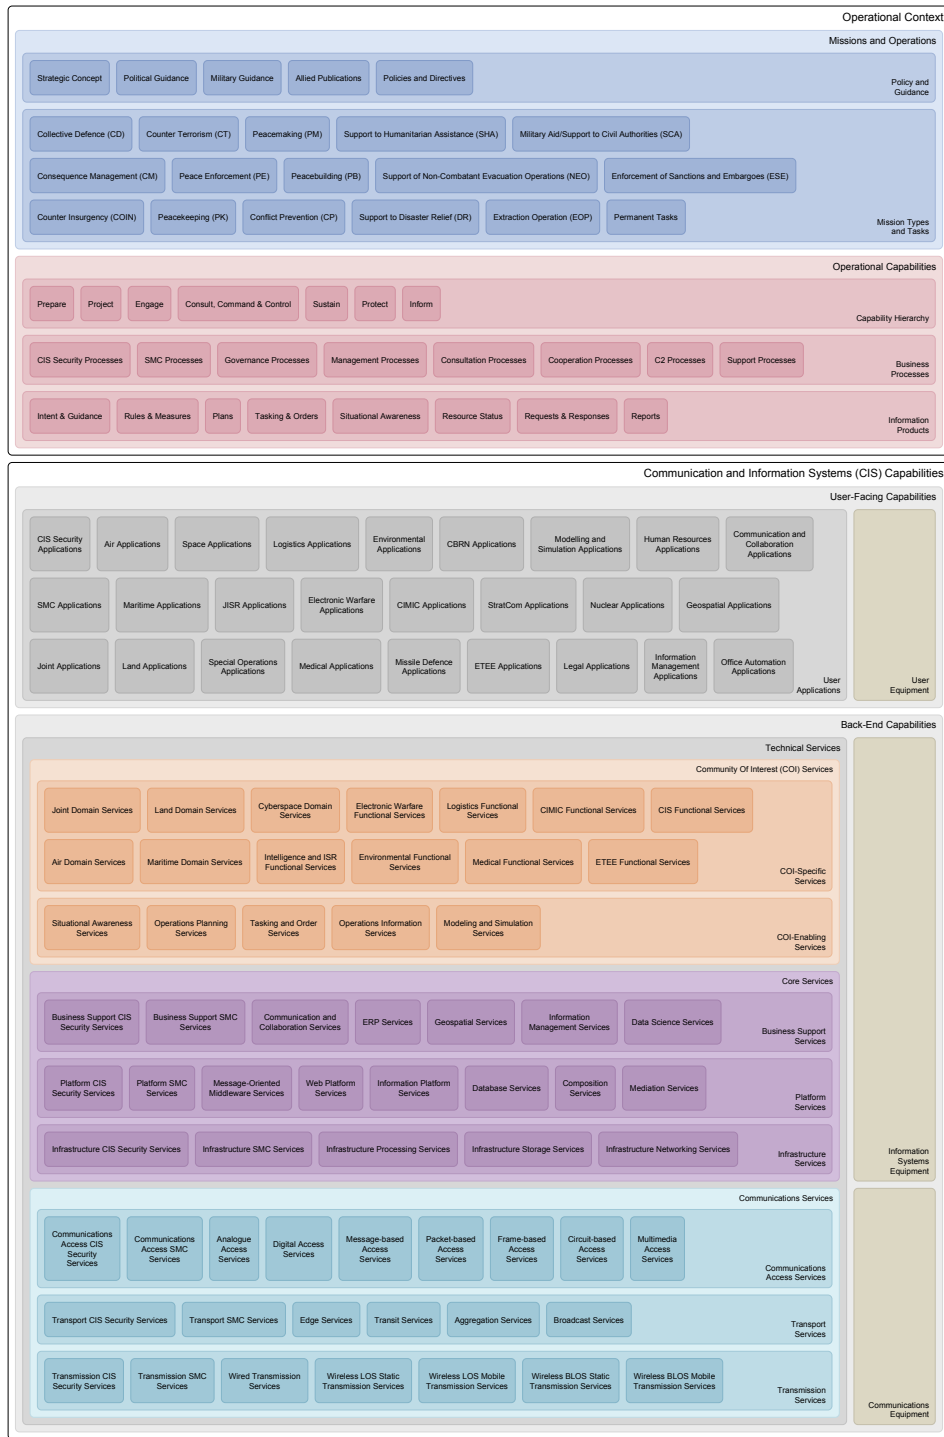 Operational Context
Missions and Operations
Strategic Concept
Political Guidance
Military Guidance
Allied Publications
Policies and Directives
Policy and
Guidance
Collective Defence (CD)
Counter Terrorism (CT)
Peacemaking (PM)
Support to Humanitarian Assistance (SHA)
Military Aid/Support to Civil Authorities (SCA)
Consequence Management (CM)
Peace Enforcement (PE)
Peacebuilding (PB)
Support of Non-Combatant Evacuation Operations (NEO)
Enforcement of Sanctions and Embargoes (ESE)
Counter Insurgency (COIN)
Peacekeeping (PK)
Conflict Prevention (CP)
Support to Disaster Relief (DR)
Extraction Operation (EOP)
Permanent Tasks
Mission Types
and Tasks
Operational Capabilities
Prepare
Project
Engage
Consult, Command & Control
Sustain
Protect
Inform
Capability Hierarchy
CIS Security Processes
SMC Processes
Governance Processes
Management Processes
Consultation Processes
Cooperation Processes
C2 Processes
Support Processes
Business
Processes
Intent & Guidance
Rules & Measures
Plans
Tasking & Orders
Situational Awareness
Resource Status
Requests & Responses
Reports
Information
Products
Communication and Information Systems (CIS) Capabilities
User-Facing Capabilities
CIS Security
Applications
Air Applications
Space Applications
Logistics Applications
Environmental
Applications
CBRN Applications
Modelling and
Simulation Applications
Human Resources
Applications
Communication and
Collaboration
Applications
SMC Applications
Maritime Applications
JISR Applications
Electronic Warfare
Applications
CIMIC Applications
StratCom Applications
Nuclear Applications
Geospatial Applications
Joint Applications
Land Applications
Special Operations
Applications
Medical Applications
Missile Defence
Applications
ETEE Applications
Legal Applications
Information
Management
Applications
Office Automation
Applications
User
Applications
User
Equipment
Back-End Capabilities
Technical Services
Community Of Interest (COI) Services
Joint Domain Services
Land Domain Services
Cyberspace Domain
Services
Electronic Warfare
Functional Services
Logistics Functional
Services
CIMIC Functional Services
CIS Functional Services
Air Domain Services
Maritime Domain Services
Intelligence and ISR
Functional Services
Environmental Functional
Services
Medical Functional Services
ETEE Functional Services
COI-Specific
Services
Situational Awareness
Services
Operations Planning
Services
Tasking and Order
Services
Operations Information
Services
Modeling and Simulation
Services
COI-Enabling
Services
Core Services
Business Support CIS
Security Services
Business Support SMC
Services
Communication and
Collaboration Services
ERP Services
Geospatial Services
Information
Management Services
Data Science Services
Business Support
Services
Platform CIS
Security Services
Platform SMC
Services
Message-Oriented
Middleware Services
Web Platform
Services
Information Platform
Services
Database Services
Composition
Services
Mediation Services
Platform
Services
Infrastructure CIS Security Services
Infrastructure SMC Services
Infrastructure Processing Services
Infrastructure Storage Services
Infrastructure Networking Services
Infrastructure
Services
Information
Systems
Equipment
Communications Services
Communications
Access CIS
Security
Services
Communications
Access SMC
Services
Analogue
Access
Services
Digital Access
Services
Message-based
Access
Services
Packet-based
Access
Services
Frame-based
Access
Services
Circuit-based
Access
Services
Multimedia
Access
Services
Communications
Access Services
Transport CIS Security Services
Transport SMC Services
Edge Services
Transit Services
Aggregation Services
Broadcast Services
Transport
Services
Transmission CIS
Security Services
Transmission SMC
Services
Wired Transmission
Services
Wireless LOS Static
Transmission Services
Wireless LOS Mobile
Transmission Services
Wireless BLOS Static
Transmission Services
Wireless BLOS Mobile
Transmission Services
Transmission
Services
Communications
Equipment